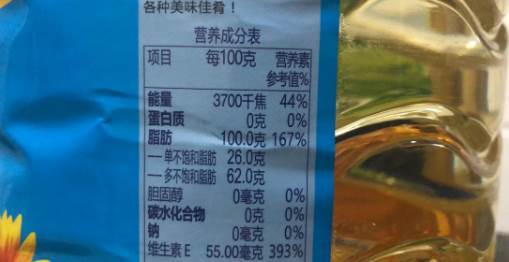 各种美味佳肴！
营养成分表
项目 每100克 营养素
参考值%
能量 3700千焦 44%
蛋白质 0克 0%
脂肪 100.0克 167%
—单不饱和脂肪 26.0克
—多不饱和脂肪 62.0克
胆固醇 0毫克 0%
碳水化合物 0克 0%
钠 0毫克 0%
维生素 E 55.00毫克 393%